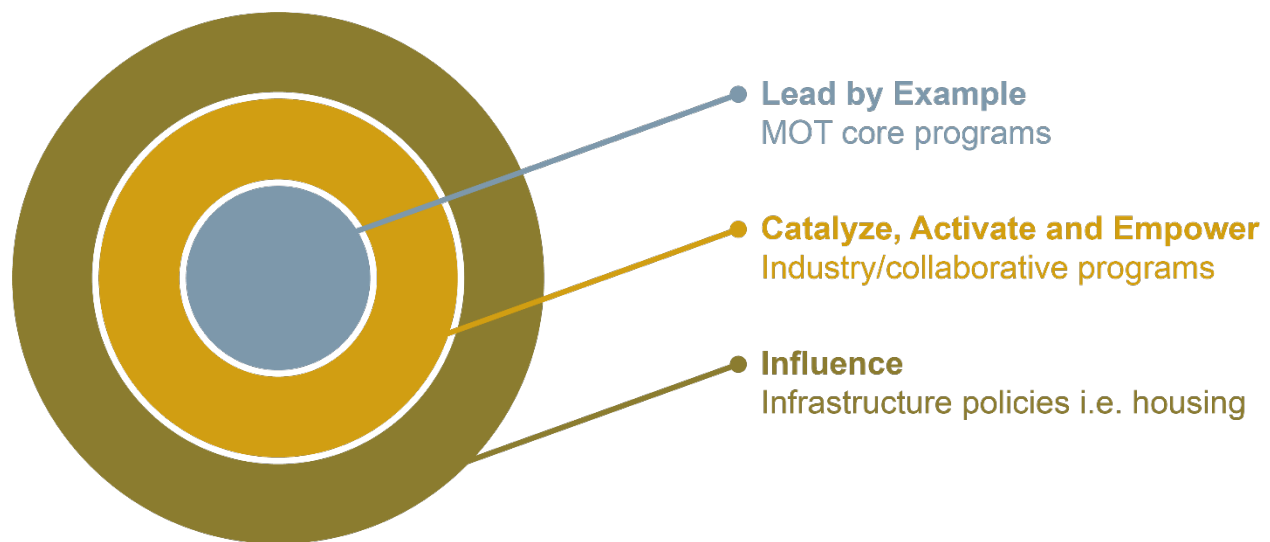 Lead by Example
MOT core programs
Catalyze, Activate and Empower
Industry/collaborative programs
Influence
Infrastructure policies i.e. housing